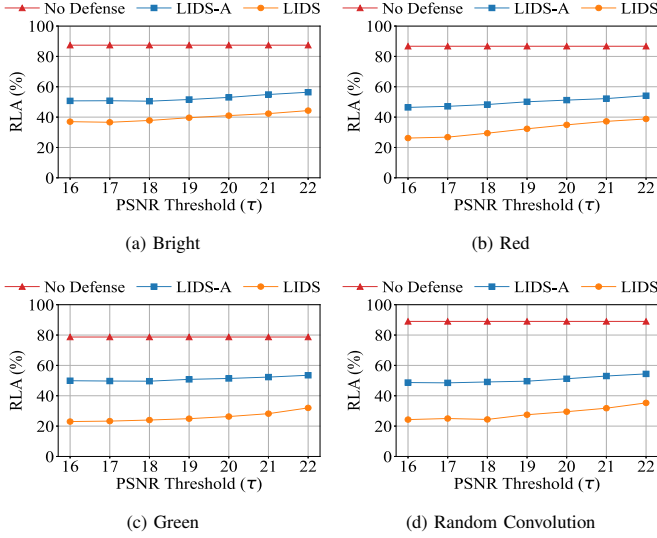 No Defense LIDS-A LIDS
100
80
60
40
20
0
RLA (%)
16 17 18 19 20 21 22
PSNR Threshold (τ)
(a) Bright
No Defense LIDS-A LIDS
100
80
60
40
20
0
RLA (%)
16 17 18 19 20 21 22
PSNR Threshold (τ)
(b) Red
No Defense LIDS-A LIDS
100
80
60
40
20
0
RLA (%)
16 17 18 19 20 21 22
PSNR Threshold (τ)
(c) Green
No Defense LIDS-A LIDS
100
80
60
40
20
0
RLA (%)
16 17 18 19 20 21 22
PSNR Threshold (τ)
(d) Random Convolution